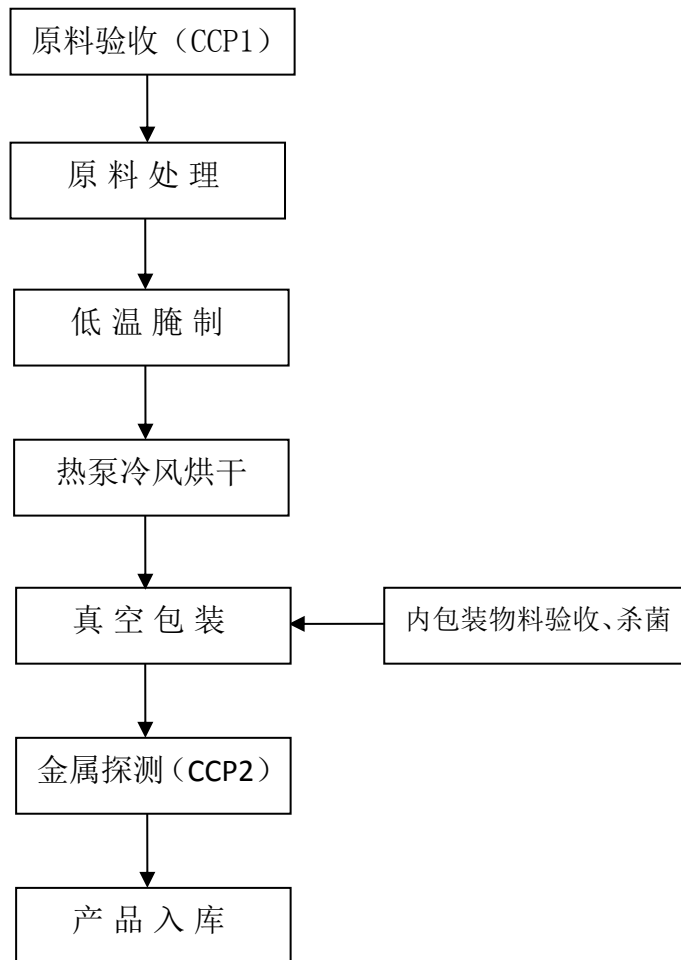 原料验收（CCP1）
原 料 处 理
低 温 腌 制
热泵冷风烘干
真 空 包 装
内包装物料验收、杀菌
金属探测（CCP2）
产 品 入 库